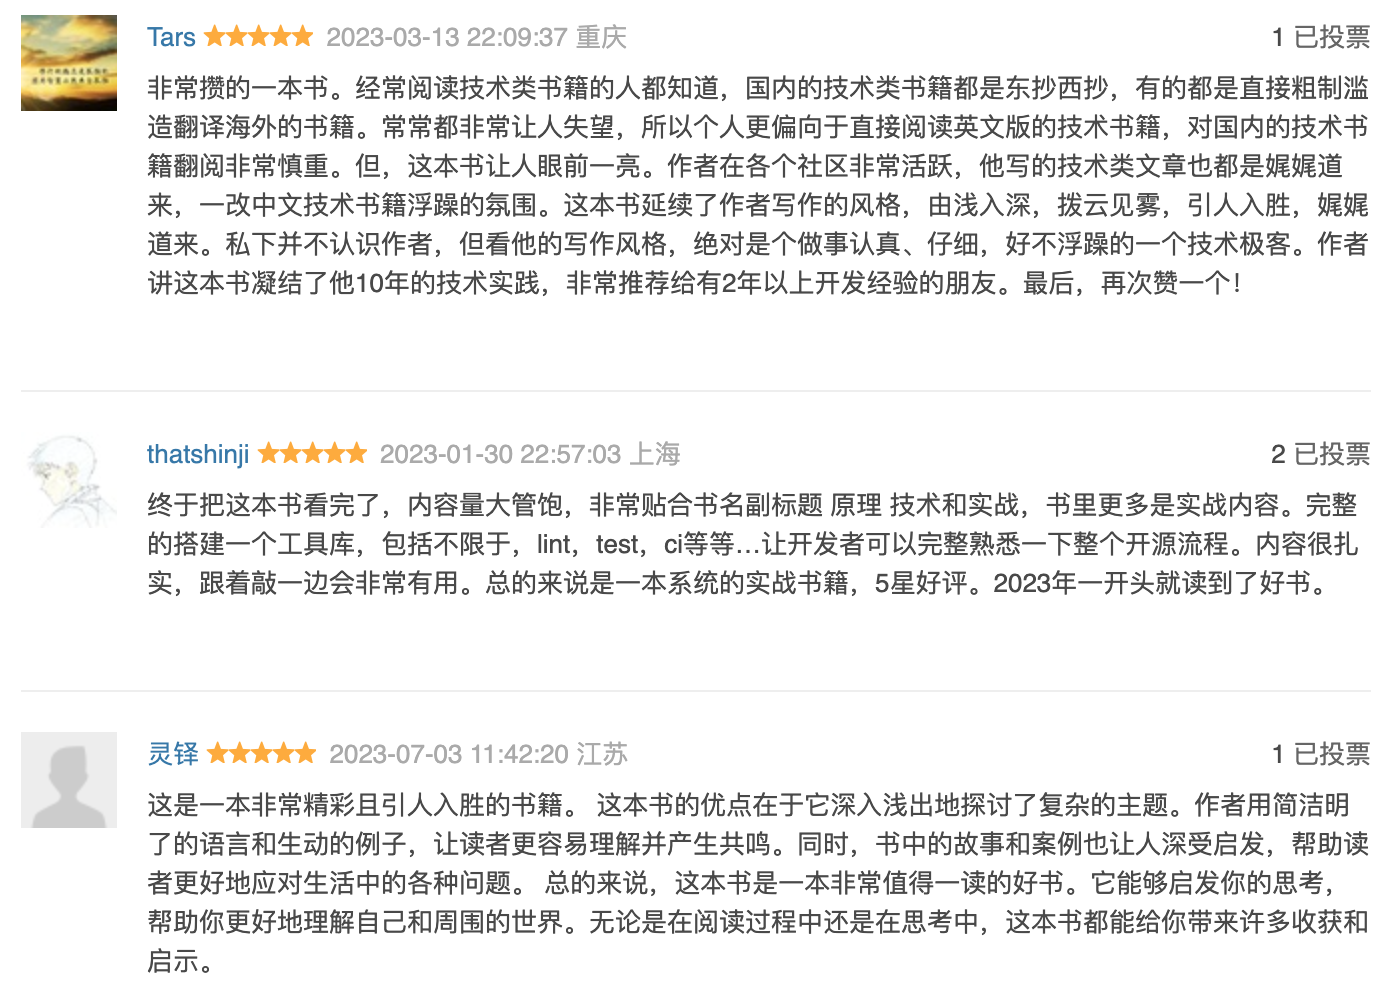 Tars 2023-03-13 22:09:37 重庆 1 已投票
非常攒的一本书。经常阅读技术类书籍的人都知道，国内的技术类书籍都是东抄西抄，有的都是直接粗制滥
造翻译海外的书籍。常常都非常让人失望，所以个人更偏向于直接阅读英文版的技术书籍，对国内的技术书
籍翻阅非常慎重。但，这本书让人眼前一亮。作者在各个社区非常活跃，他写的技术类文章也都是娓娓道
来，一改中文技术书籍浮躁的氛围。这本书延续了作者写作的风格，由浅入深，拨云见雾，引人入胜，娓娓
道来。私下并不认识作者，但看他的写作风格，绝对是个做事认真、仔细，好不浮躁的一个技术极客。作者
讲这本书凝结了他10年的技术实践，非常推荐给有2年以上开发经验的朋友。最后，再次赞一个！
thatshinji 2023-01-30 22:57:03 上海 2 已投票
终于把这本书看完了，内容量大管饱，非常贴合书名副标题 原理 技术和实战，书里更多是实战内容。完整
的搭建一个工具库，包括不限于，lint，test，ci等等…让开发者可以完整熟悉一下整个开源流程。内容很扎
实，跟着敲一边会非常有用。总的来说是一本系统的实战书籍，5星好评。2023年一开头就读到了好书。
灵铎 2023-07-03 11:42:20 江苏 1 已投票
这是一本非常精彩且引人入胜的书籍。 这本书的优点在于它深入浅出地探讨了复杂的主题。作者用简洁明
了的语言和生动的例子，让读者更容易理解并产生共鸣。同时，书中的故事和案例也让人深受启发，帮助读
者更好地应对生活中的各种问题。 总的来说，这本书是一本非常值得一读的好书。它能够启发你的思考，
帮助你更好地理解自己和周围的世界。无论是在阅读过程中还是在思考中，这本书都能给你带来许多收获和
启示。